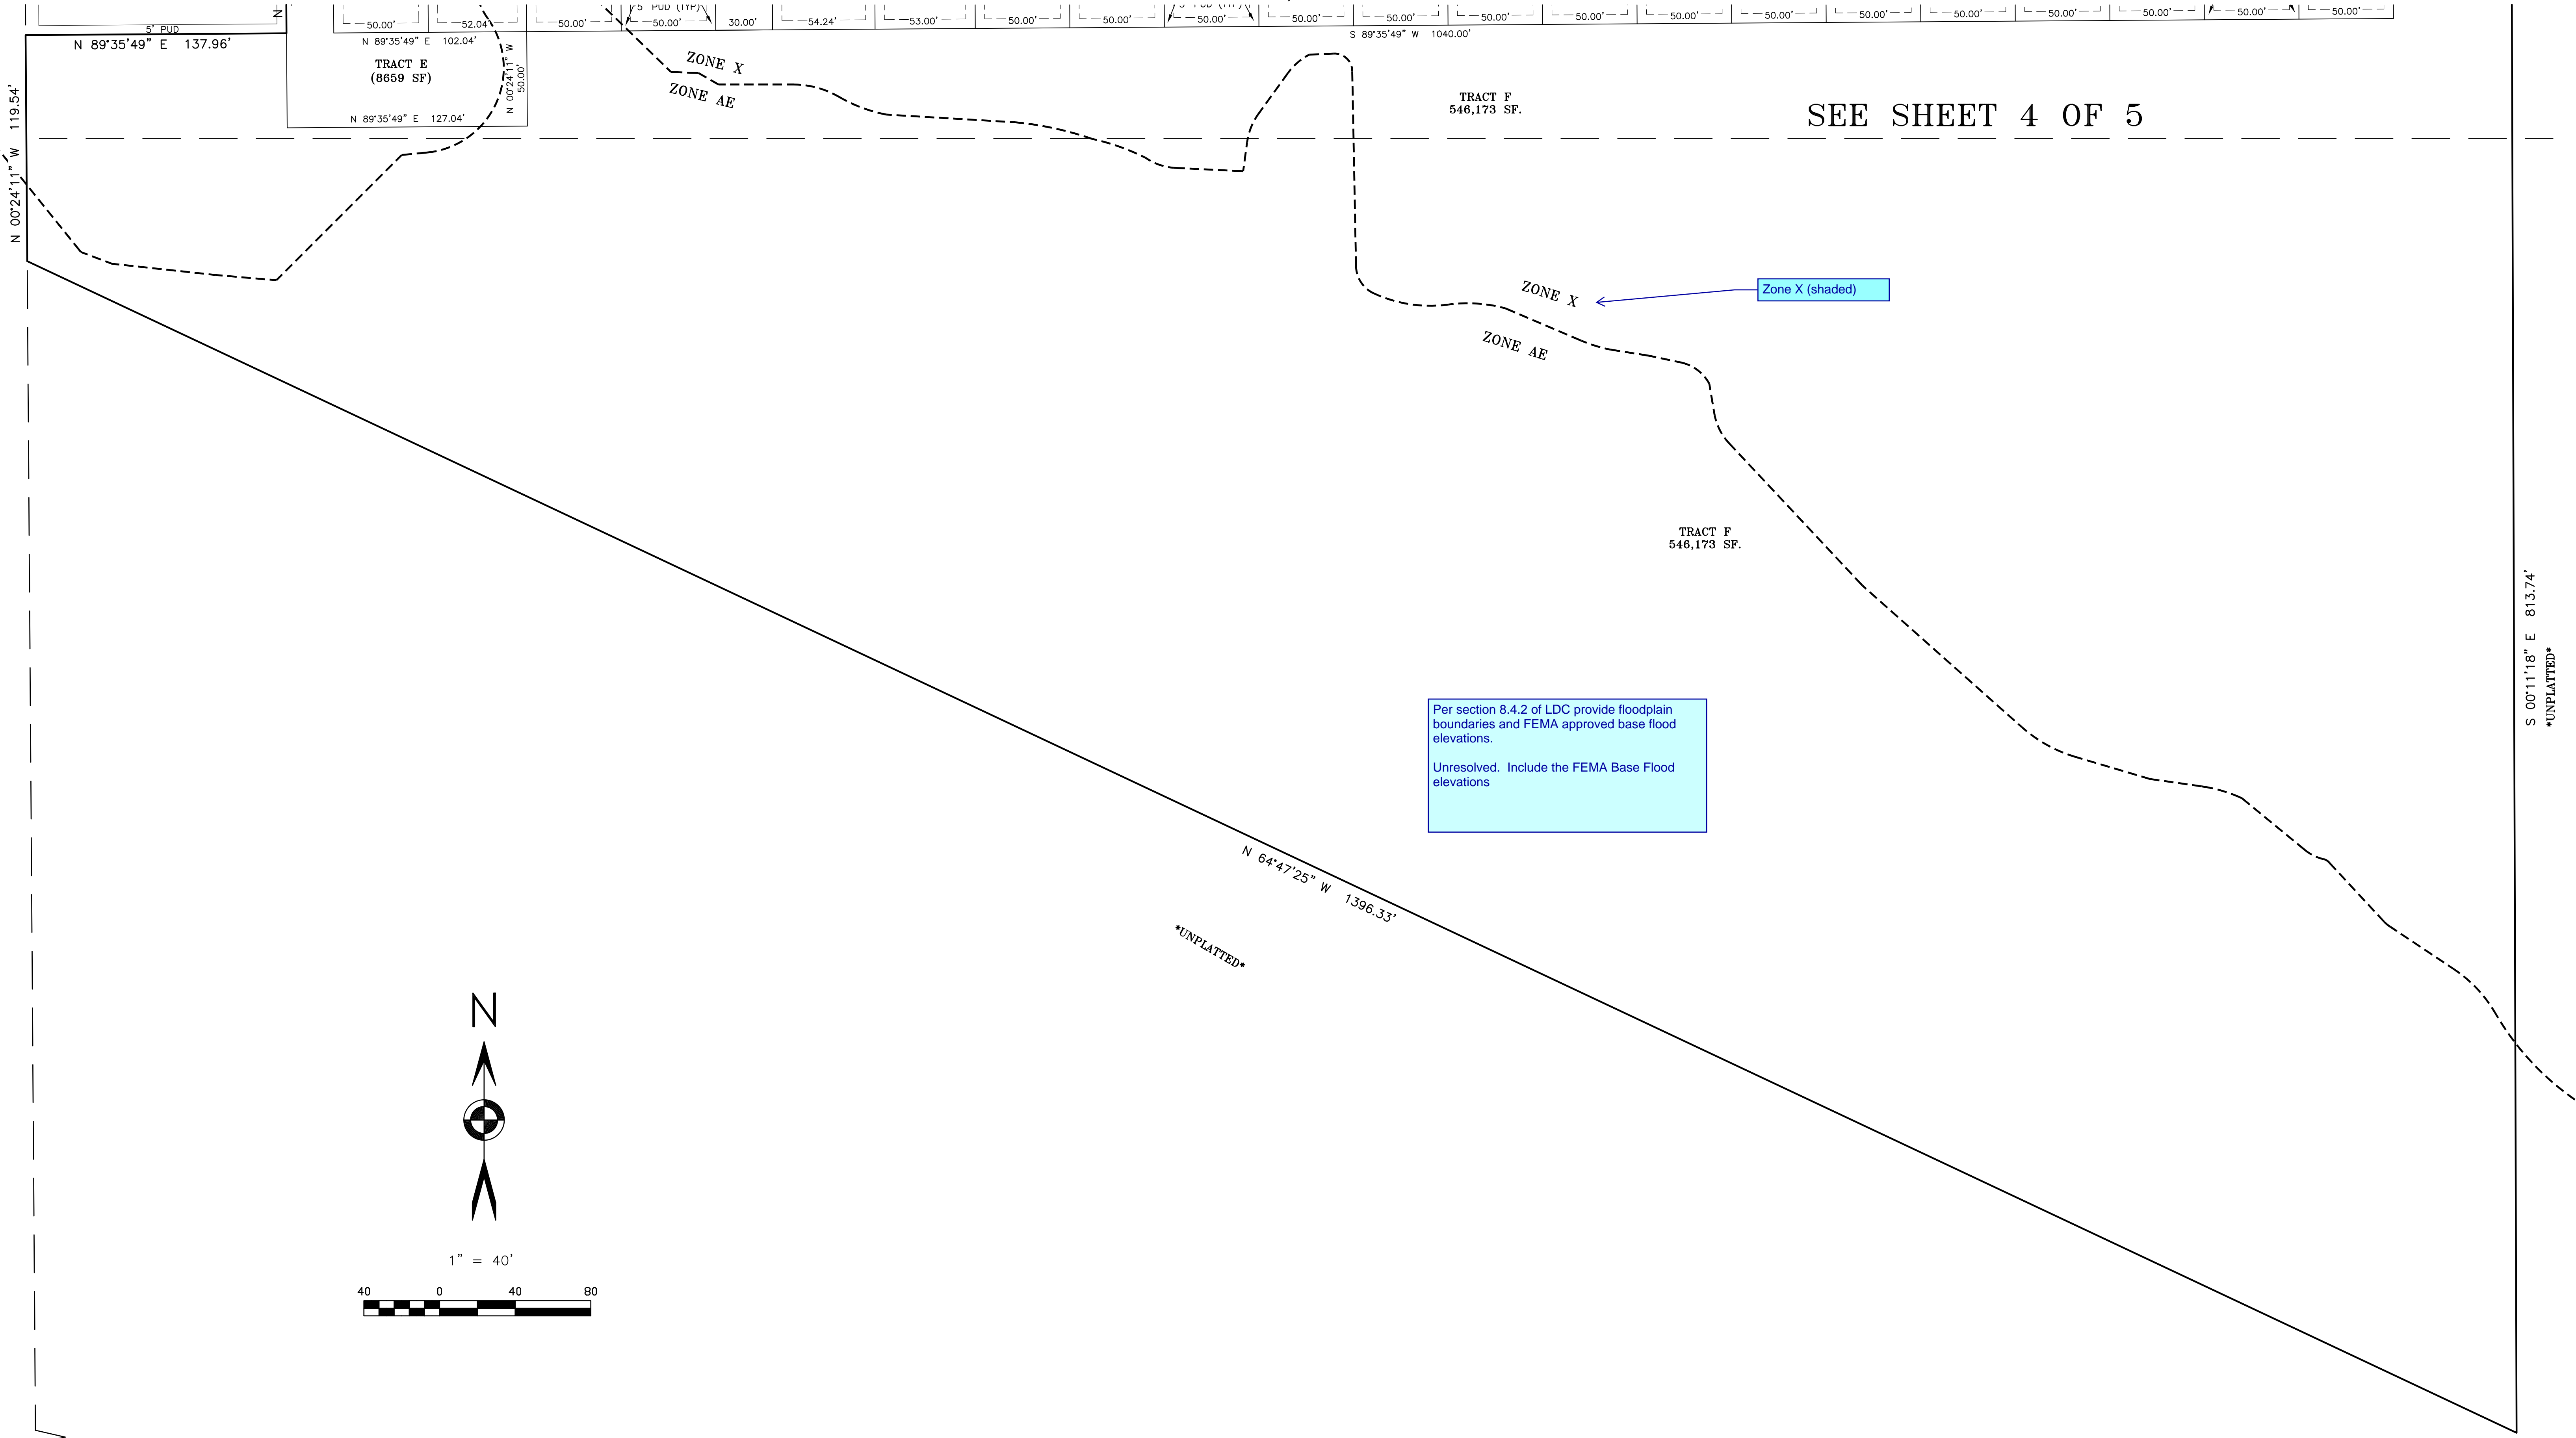 5' PUD
N 89°35'49" E 137.96'
N
N 00°24'11" W 119.54'
50.00'
52.04'
50.00'
5' PUD (TYP)
50.00'
30.00'
54.24'
53.00'
50.00'
50.00'
5' PUD (TYP)
50.00'
50.00'
50.00'
50.00'
50.00'
50.00'
50.00'
50.00'
50.00'
50.00'
50.00'
50.00'
N 89°35'49" E 102.04'
TRACT E
(8659 SF)
N 00°24'11" W
50.00'
N 89°35'49" E 127.04'
S 89°35'49" W 1040.00'
ZONE X
ZONE AE
TRACT F
546,173 SF.
SEE SHEET 4 OF 5
ZONE X
Zone X (shaded)
ZONE AE
TRACT F
546,173 SF.
S 00°11'18" E 813.74'
*UNPLATTED*
Per section 8.4.2 of LDC provide floodplain
boundaries and FEMA approved base flood
elevations.
Unresolved. Include the FEMA Base Flood
elevations
N 64°47'25" W 1396.33'
*UNPLATTED*
N
1" = 40'
40 0 40 80